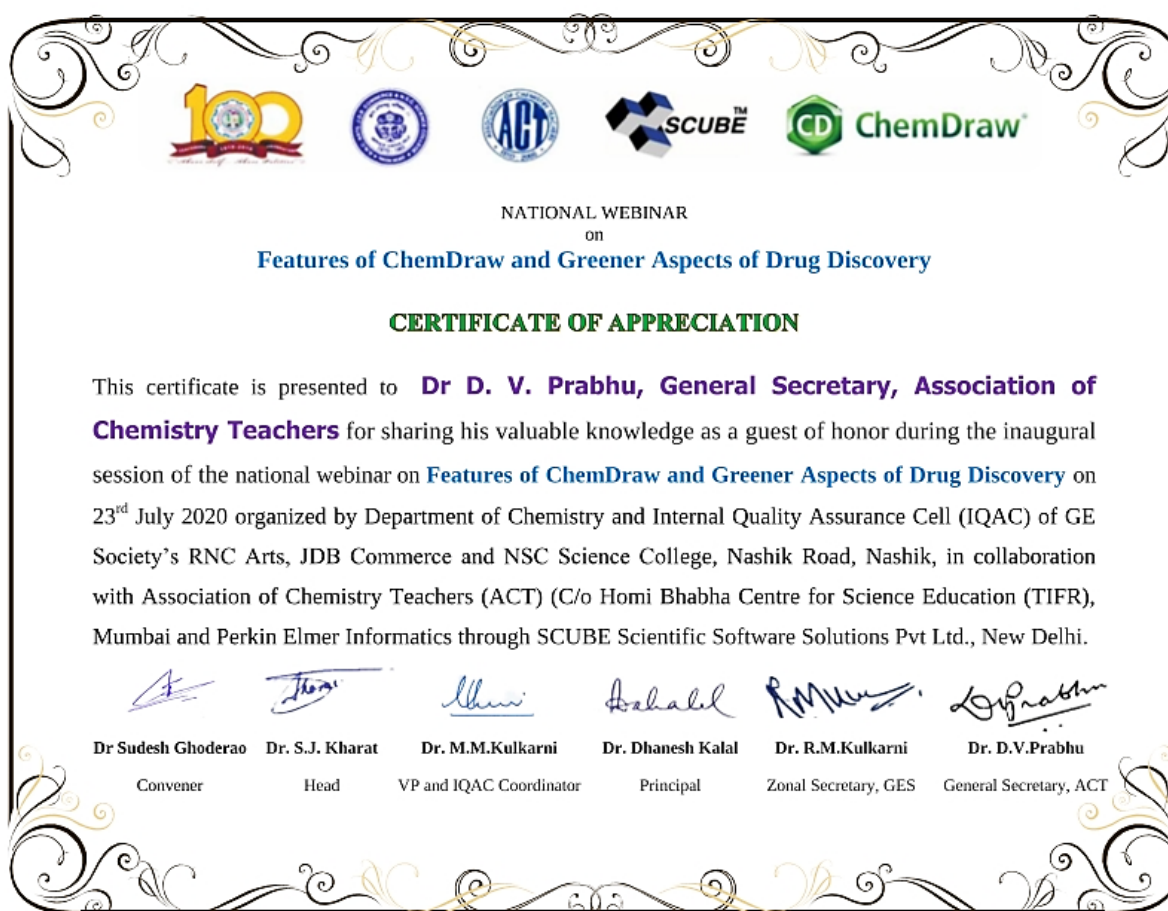 100
ACT
SCUBE™
CD ChemDraw®
NATIONAL WEBINAR
on
Features of ChemDraw and Greener Aspects of Drug Discovery
CERTIFICATE OF APPRECIATION
This certificate is presented to Dr D. V. Prabhu, General Secretary, Association of
Chemistry Teachers for sharing his valuable knowledge as a guest of honor during the inaugural
session of the national webinar on Features of ChemDraw and Greener Aspects of Drug Discovery on
23rd July 2020 organized by Department of Chemistry and Internal Quality Assurance Cell (IQAC) of GE
Society's RNC Arts, JDB Commerce and NSC Science College, Nashik Road, Nashik, in collaboration
with Association of Chemistry Teachers (ACT) (C/o Homi Bhabha Centre for Science Education (TIFR),
Mumbai and Perkin Elmer Informatics through SCUBE Scientific Software Solutions Pvt Ltd., New Delhi.
DVPrabhu
Dr Sudesh Ghoderao Dr. S.J. Kharat Dr. M.M.Kulkarni Dr. Dhanesh Kalal Dr. R.M.Kulkarni Dr. D.V.Prabhu
Convener Head VP and IQAC Coordinator Principal Zonal Secretary, GES General Secretary, ACT